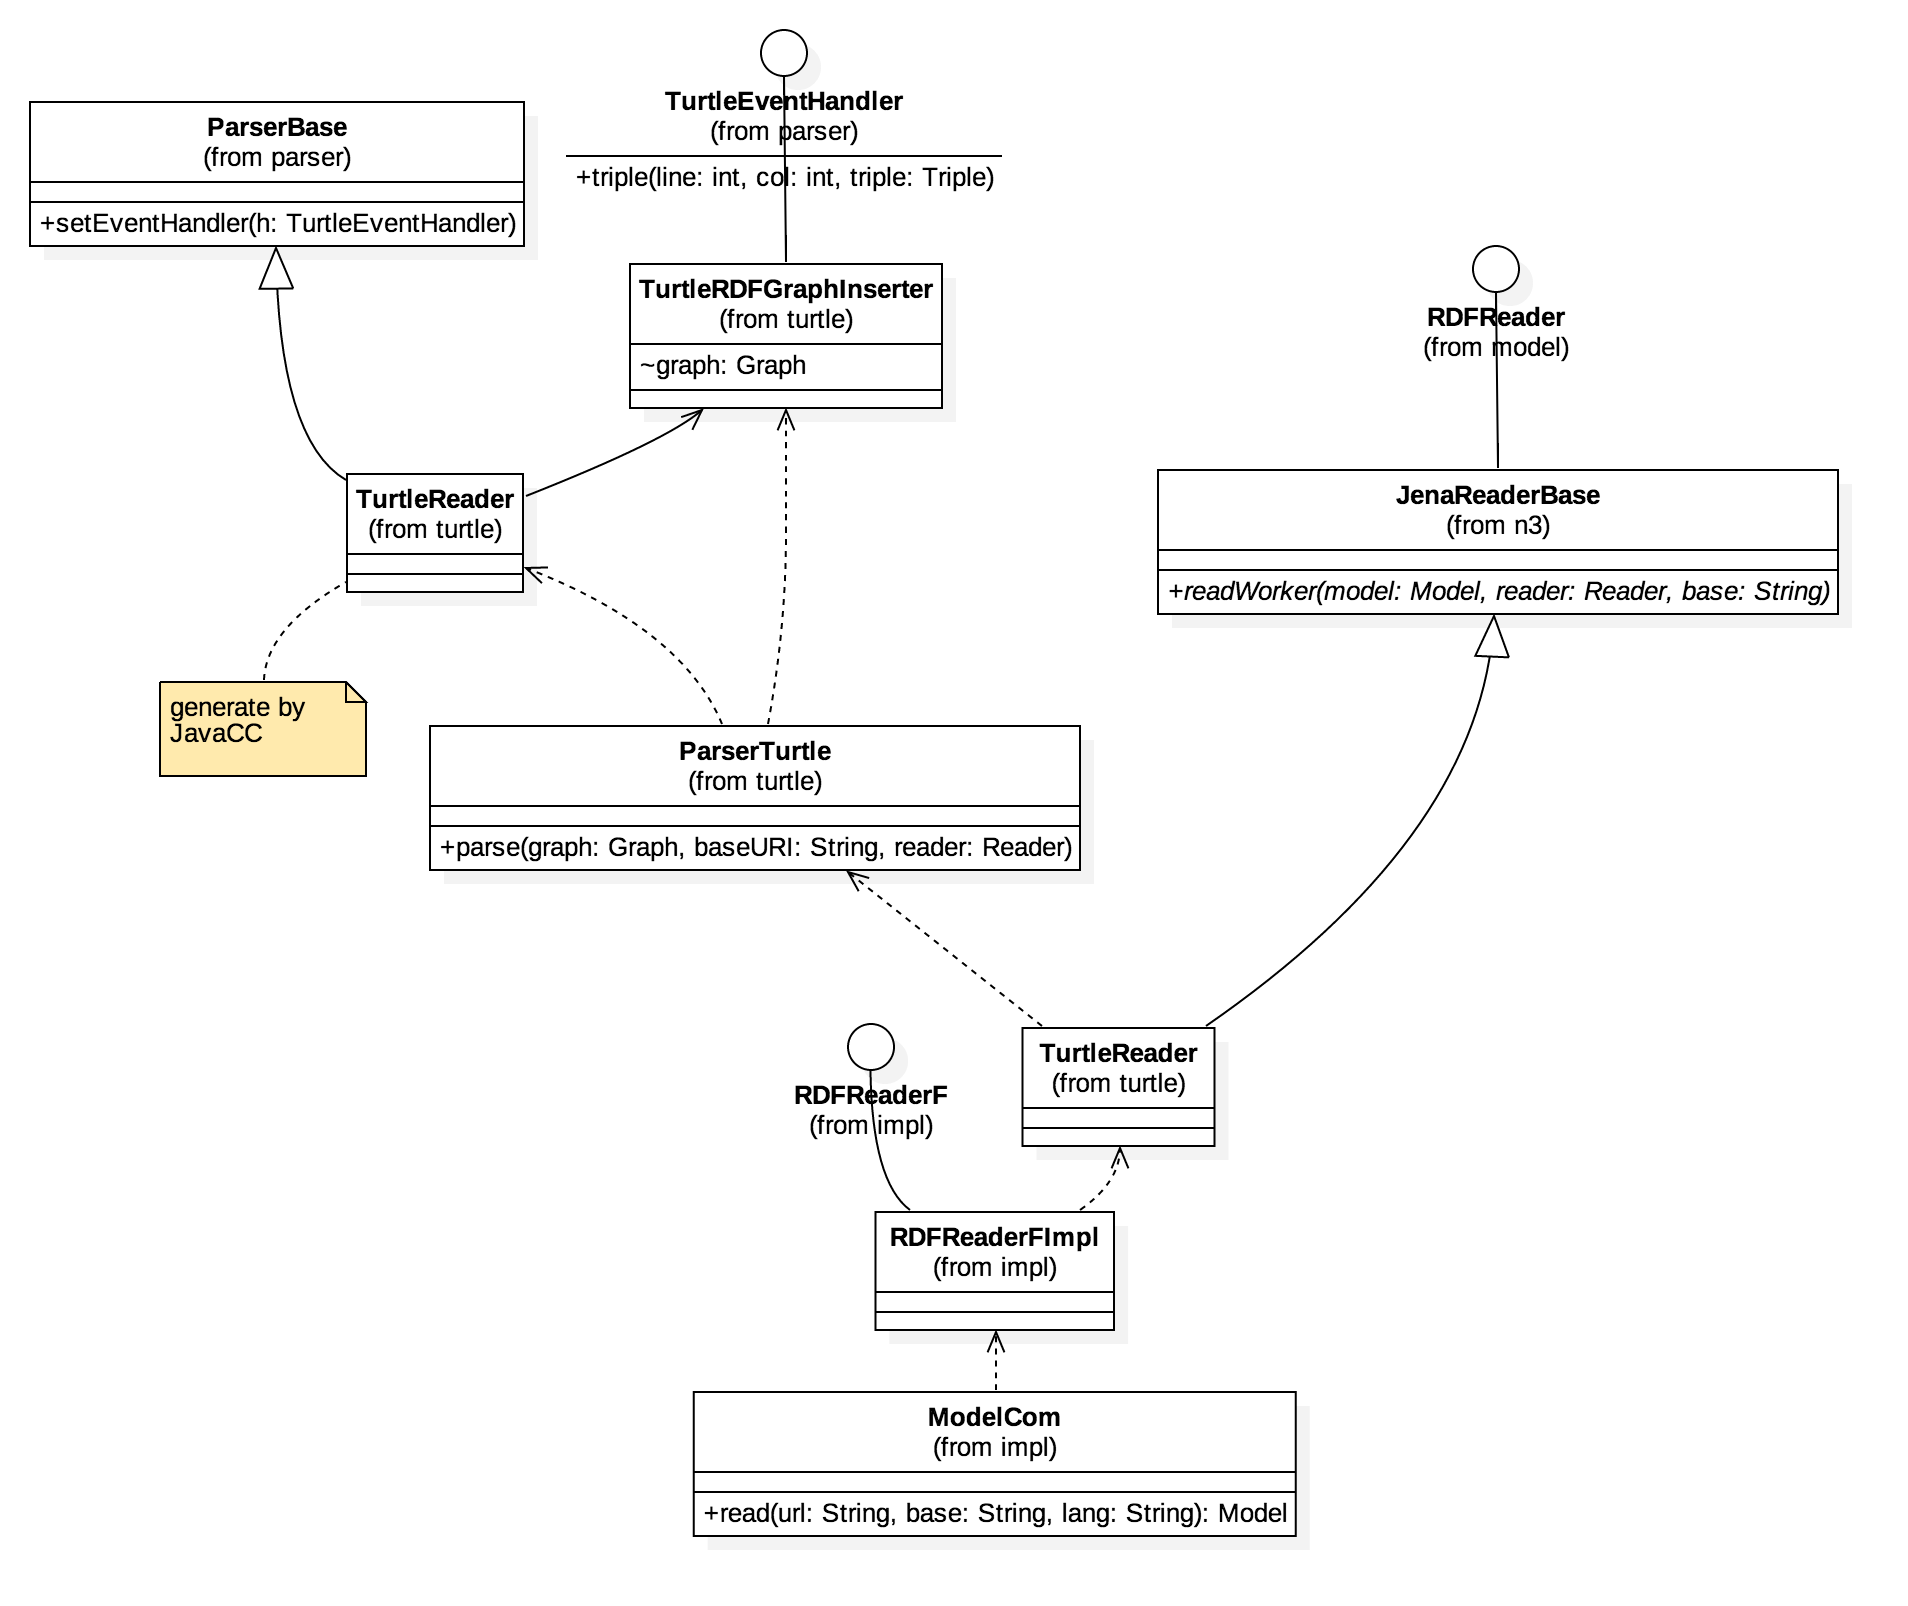 TurtleEventHandler
(from parser)
+triple(line: int, col: int, triple: Triple)
ParserBase
(from parser)
+setEventHandler(h: TurtleEventHandler)
TurtleRDFGraphInserter
(from turtle)
~graph: Graph
RDFReader
(from model)
TurtleReader
(from turtle)
JenaReaderBase
(from n3)
+readWorker(model: Model, reader: Reader, base: String)
generate by
JavaCC
ParserTurtle
(from turtle)
+parse(graph: Graph, baseURI: String, reader: Reader)
TurtleReader
(from turtle)
RDFReaderF
(from impl)
RDFReaderFImpl
(from impl)
ModelCom
(from impl)
+read(url: String, base: String, lang: String): Model